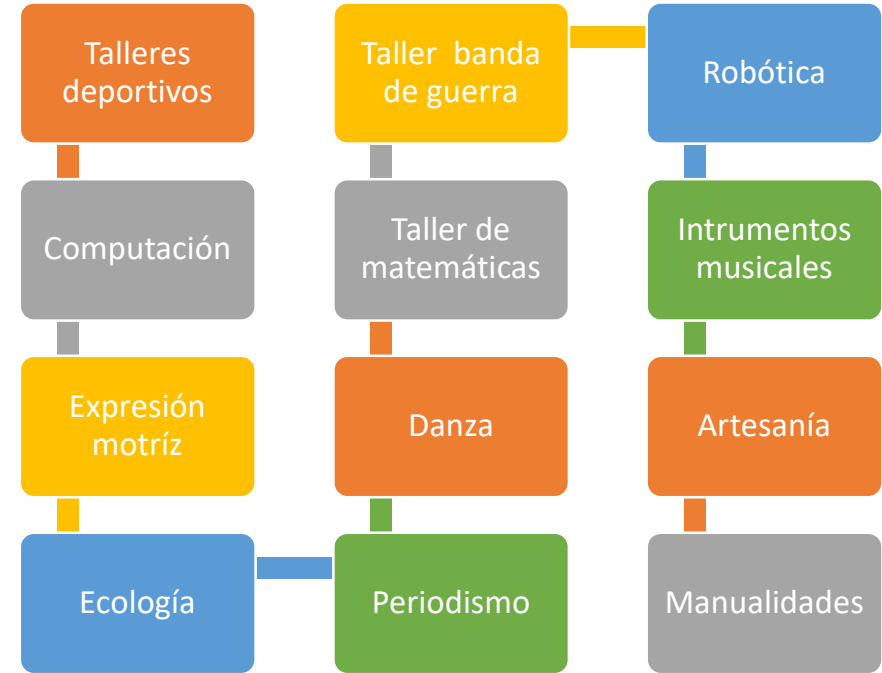 Talleres
deportivos
Computación
Expresión
motríz
Ecología
Periodismo
Danza
Taller de
matemáticas
Taller banda
de guerra
Robótica
Intrumentos
musicales
Artesanía
Manualidades